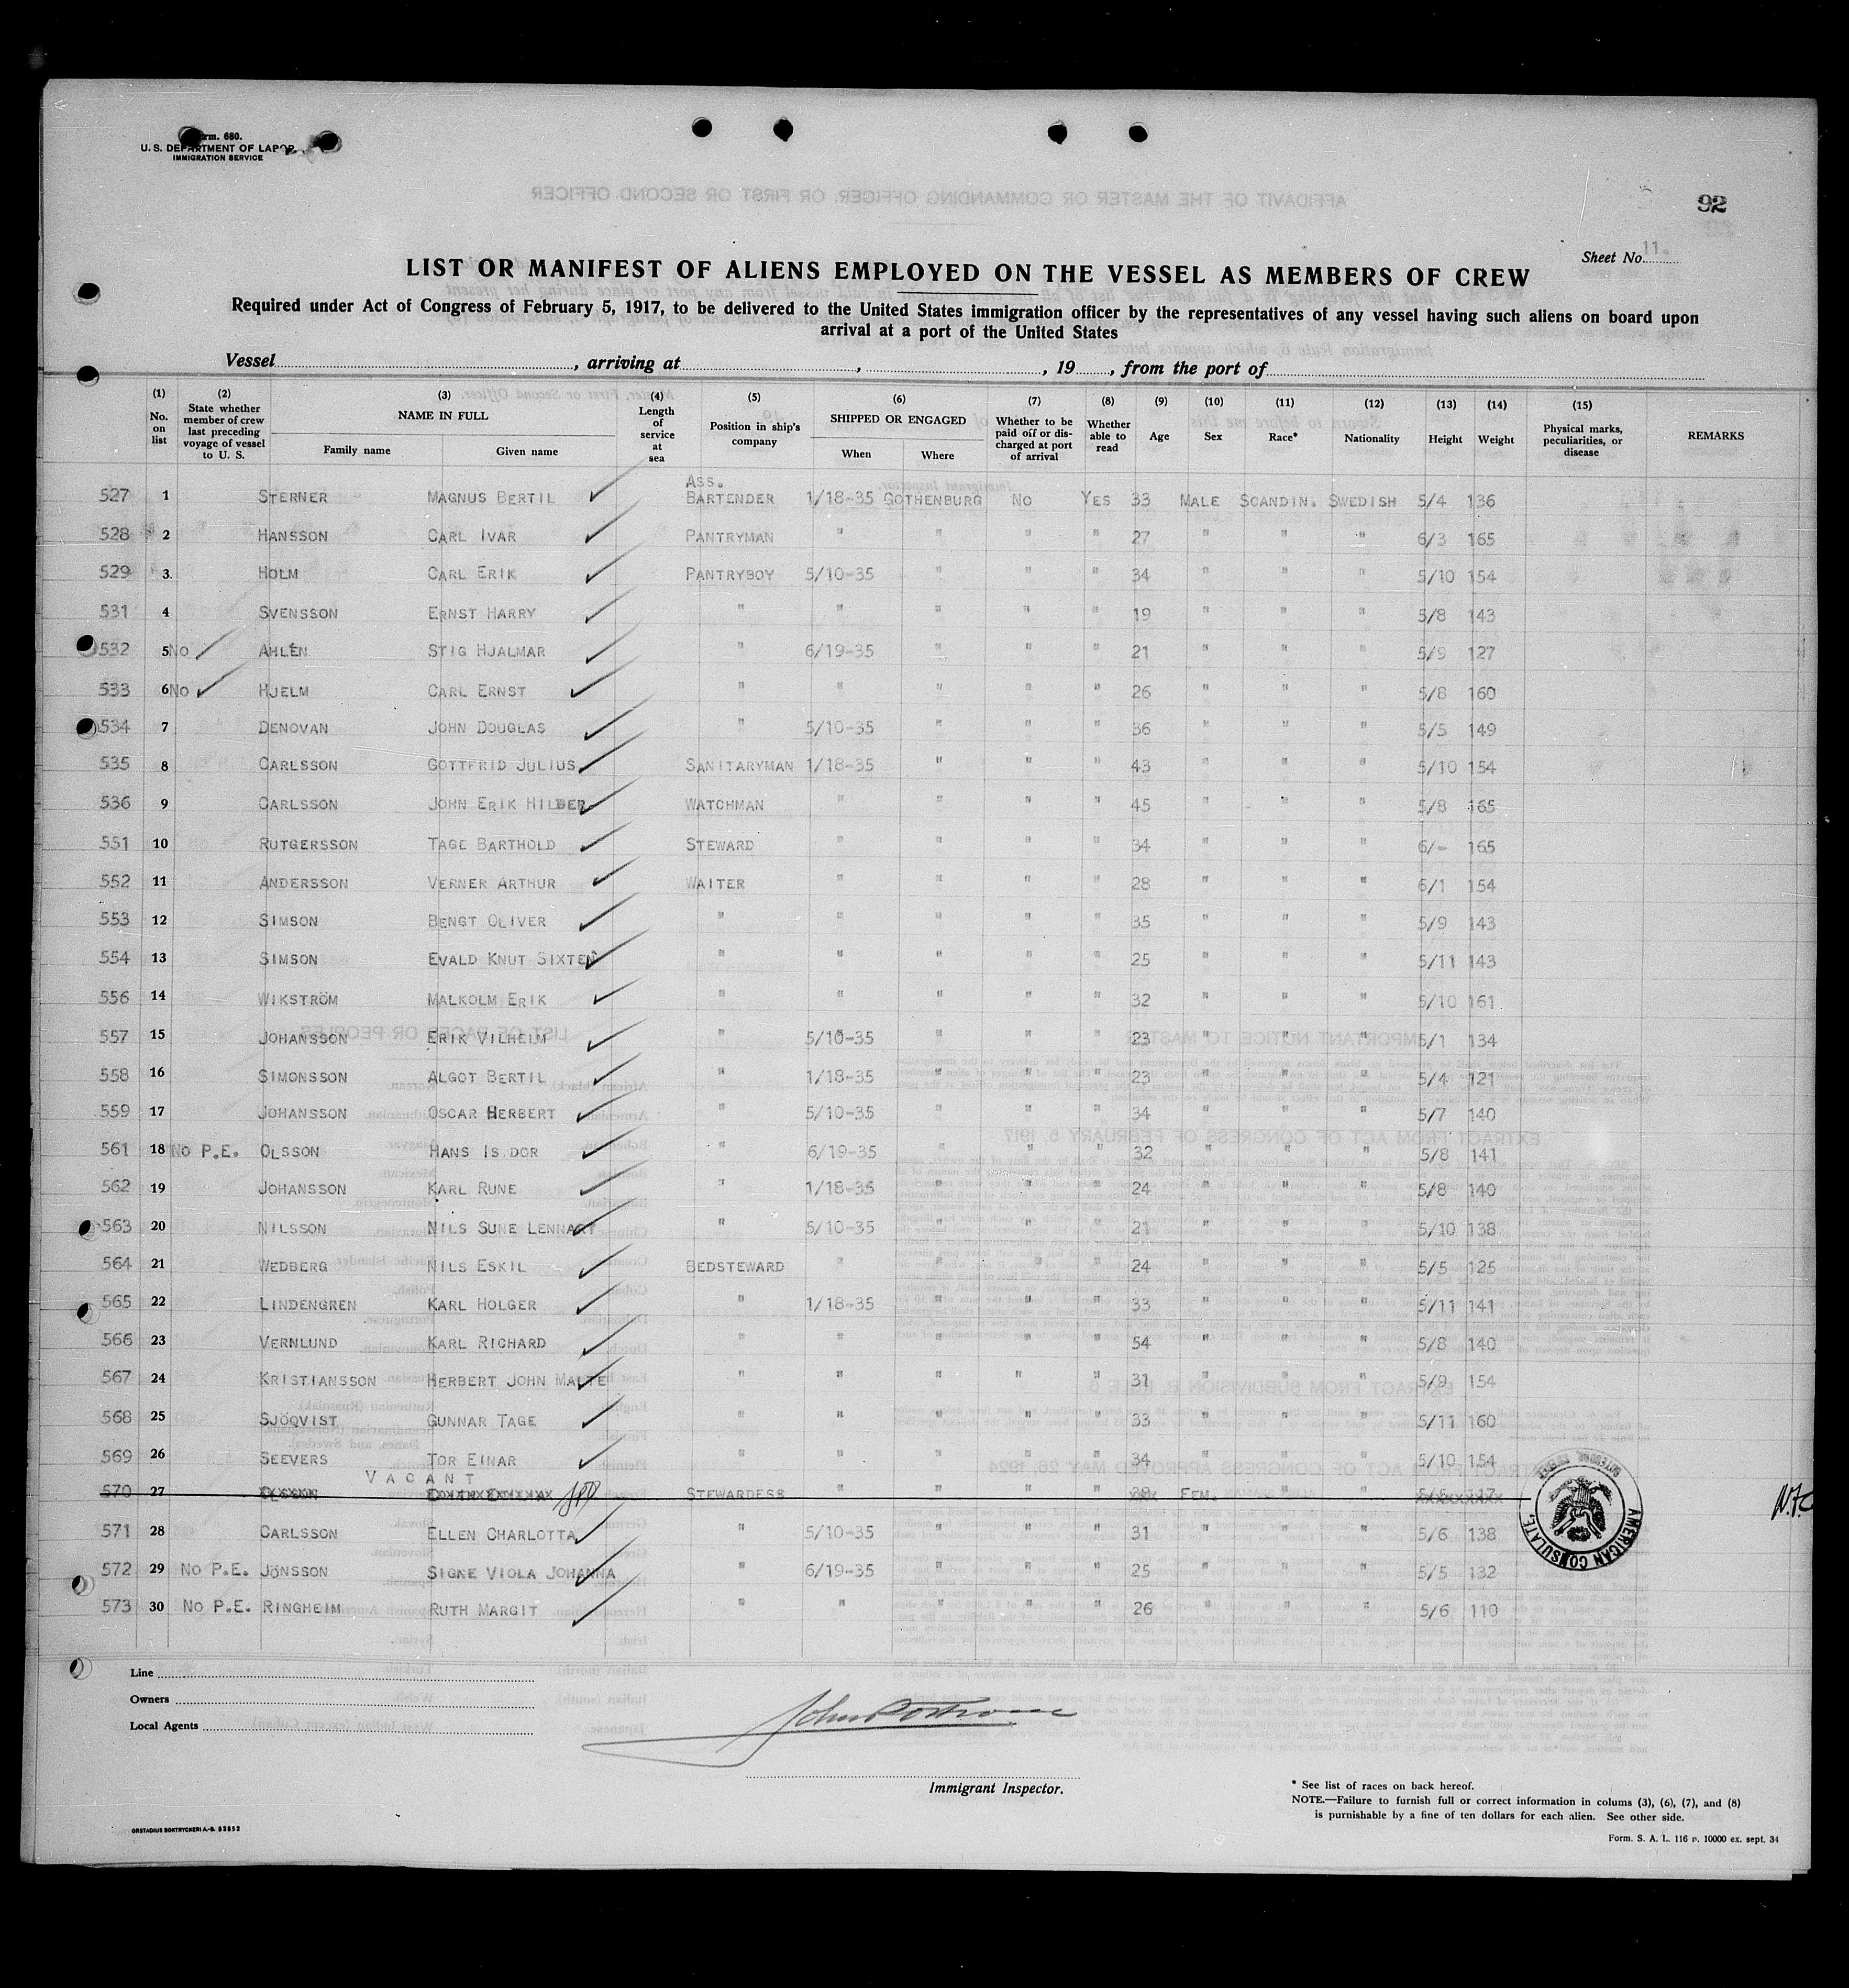 Form. 680.
U. S. DEPARTMENT OF LABOR
IMMIGRATION SERVICE
92
Sheet No. 11.
LIST OR MANIFEST OF ALIENS EMPLOYED ON THE VESSEL AS MEMBERS OF CREW
Required under Act of Congress of February 5, 1917, to be delivered to the United States immigration officer by the representatives of any vessel having such aliens on board upon
arrival at a port of the United States
Vessel , arriving at , , 19 , from the port of
(1) No. on list (2) State whether member of crew last preceding voyage of vessel to U. S. (3) NAME IN FULL Family name Given name (4) Length of service at sea (5) Position in ship's company (6) SHIPPED OR ENGAGED When Where (7) Whether to be paid off or discharged at port of arrival (8) Whether able to read (9) Age (10) Sex (11) Race* (12) Nationality (13) Height (14) Weight (15) Physical marks, peculiarities, or disease REMARKS
527 1 STERNER MAGNUS BERTIL ASS. BARTENDER 1/18-35 GOTHENBURG NO YES 33 MALE SCANDIN. SWEDISH 5/4 136
528 2 HANSSON CARL IVAR PANTRYMAN " " " " 27 " " " 6/3 165
529 3 HOLM CARL ERIK PANTRYBOY 5/10-35 " " " 34 " " " 5/10 154
531 4 SVENSSON ERNST HARRY " " " " " 19 " " " 5/8 143
532 5 NO AHLÉN STIG HJALMAR " 6/19-35 " " " 21 " " " 5/9 127
533 6 NO HJELM CARL ERNST " " " " " 26 " " " 5/8 160
534 7 DENOVAN JOHN DOUGLAS " 5/10-35 " " " 36 " " " 5/5 149
535 8 CARLSSON GOTTFRID JULIUS SANITARYMAN 1/18-35 " " " 43 " " " 5/10 154
536 9 CARLSSON JOHN ERIK HILDER WATCHMAN " " " " 45 " " " 5/8 165
551 10 RUTGERSSON TAGE BARTHOLD STEWARD " " " " 34 " " " 6/- 165
552 11 ANDERSSON VERNER ARTHUR WAITER " " " " 28 " " " 6/1 154
553 12 SIMSON BENGT OLIVER " " " " " 35 " " " 5/9 143
554 13 SIMSON EVALD KNUT SIXTEN " " " " " 25 " " " 5/11 143
556 14 WIKSTRÖM MALKOLM ERIK " " " " " 32 " " " 5/10 161
557 15 JOHANSSON ERIK VILHELM " 5/10-35 " " " 23 " " " 5/1 134
558 16 SIMONSSON ALGOT BERTIL " 1/18-35 " " " 23 " " " 5/4 121
559 17 JOHANSSON OSCAR HERBERT " 5/10-35 " " " 34 " " " 5/7 140
561 18 NO P.E. OLSSON HANS ISIDOR " 6/19-35 " " " 32 " " " 5/8 141
562 19 JOHANSSON KARL RUNE " 1/18-35 " " " 24 " " " 5/8 140
563 20 NILSSON NILS SUNE LENNART " 5/10-35 " " " 21 " " " 5/10 138
564 21 WEDBERG NILS ESKIL BEDSTEWARD " " " " 24 " " " 5/5 125
565 22 LINDENGREN KARL HOLGER " 1/18-35 " " " 33 " " " 5/11 141
566 23 VERNLUND KARL RICHARD " " " " " 54 " " " 5/8 140
567 24 KRISTIANSSON HERBERT JOHN MALTE " " " " " 31 " " " 5/9 154
568 25 SJÖQVIST GUNNAR TAGE " " " " " 33 " " " 5/11 160
569 26 SEEVERS TOR EINAR " " " " " 34 " " " 5/10 154
VACANT
570 27 STEWARDESS " " " " FEM. " "
571 28 CARLSSON ELLEN CHARLOTTA " 5/10-35 " " " 31 " " " 5/6 138
572 29 NO P.E. JÖNSSON SIGNE VIOLA JOHANNA " 6/19-35 " " " 25 " " " 5/5 132
573 30 NO P.E. RINGHEIM RUTH MARGIT " " " " " 26 " " " 5/6 110
AMERICAN CONSULATE,
Line
Owners
Local Agents
Immigrant Inspector.
* See list of races on back hereof.
NOTE.—Failure to furnish full or correct information in colums (3), (6), (7), and (8)
is purnishable by a fine of ten dollars for each alien. See other side.
ORSTADIUS BOKTRYCKERI A.-B. 83852
Form. S. A. L. 116 p. 10000 ex. sept. 34